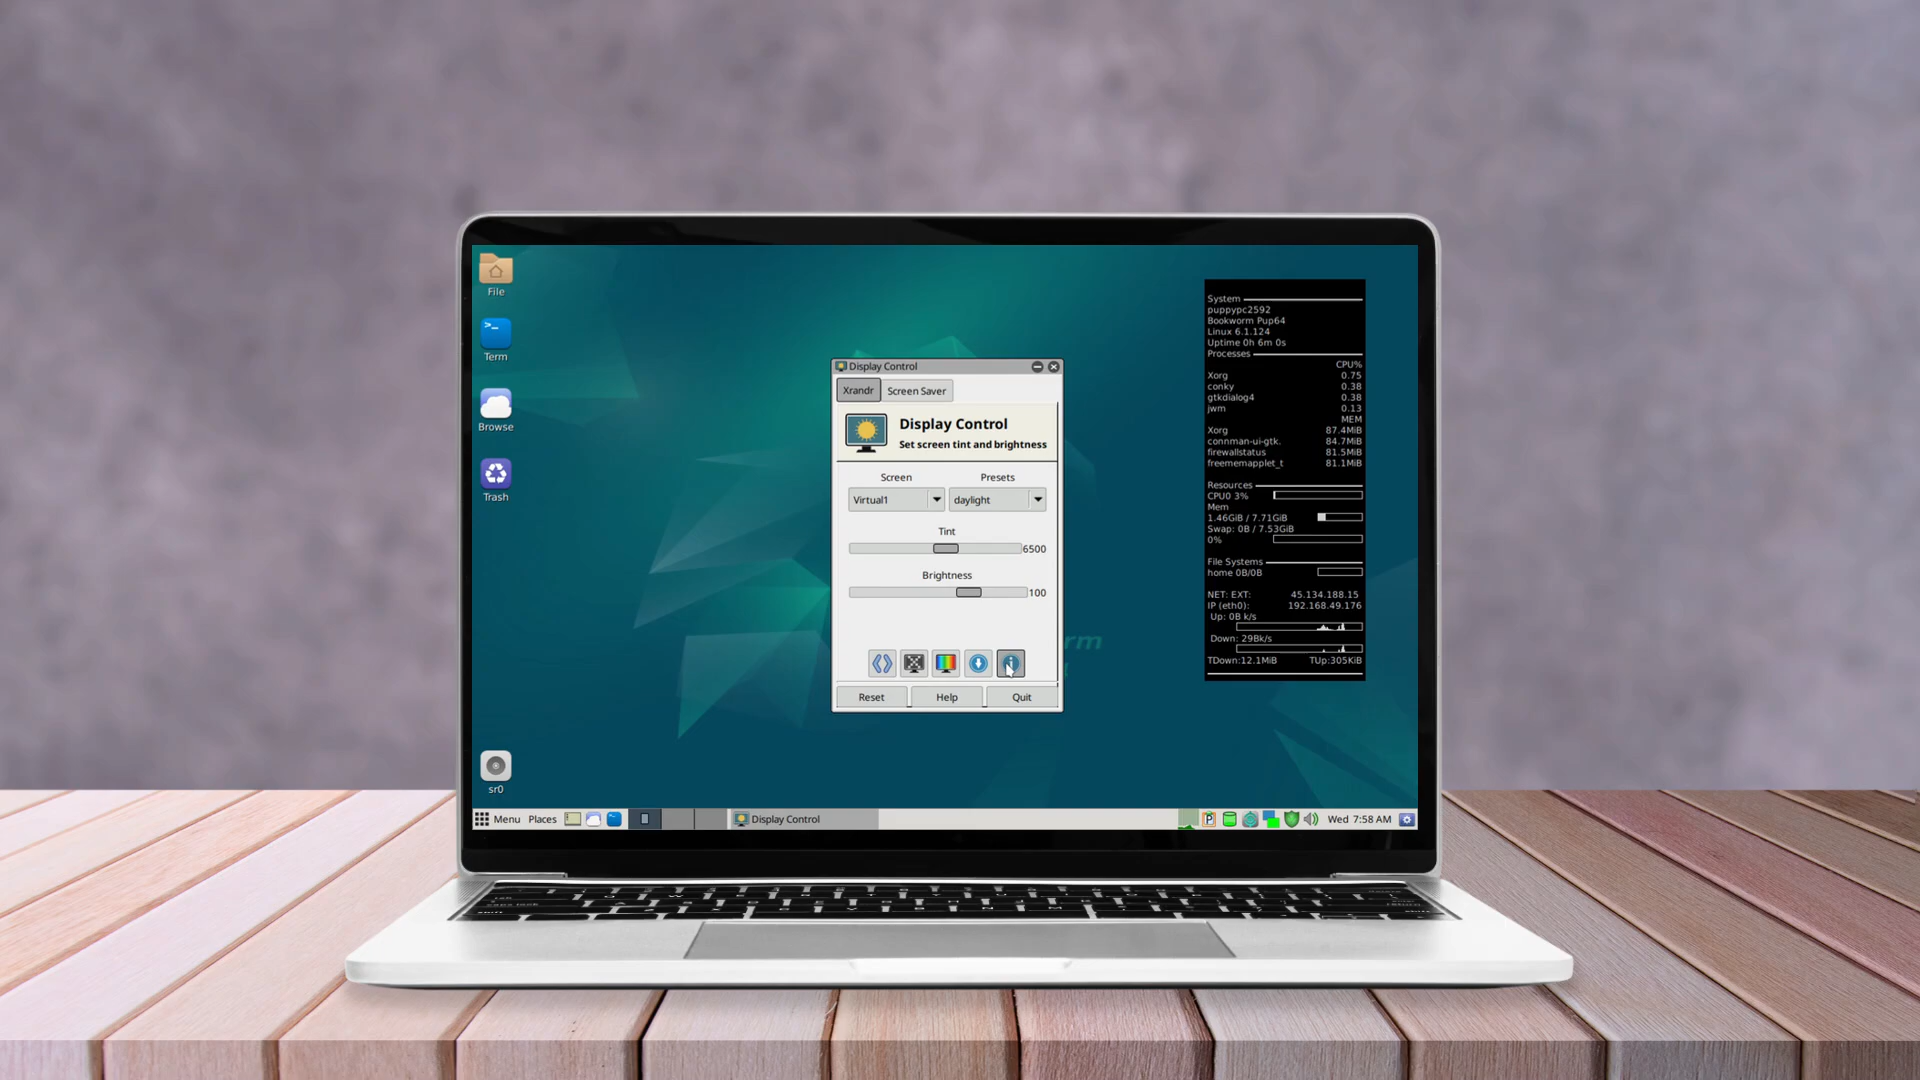 File
Term
Browse
Trash
sr0
Display Control
Xrandr
Screen Saver
Display Control
Set screen tint and brightness
Screen
Presets
Virtual1
daylight
Tint
6500
Brightness
100
Reset
Help
Quit
rm
System
puppypc2592
Bookworm Pup64
Linux 6.1.124
Uptime 0h 6m 0s
Processes
CPU%
Xorg 0.75
conky 0.38
gtkdialog4 0.38
jwm 0.13
MEM
Xorg 87.4MiB
connman-ui-gtk. 84.7MiB
firewallstatus 81.5MiB
freememapplet_t 81.1MiB
Resources
CPU0 3%
Mem
1.46GiB / 7.71GiB
Swap: 0B / 7.53GiB
0%
File Systems
home 0B/0B
NET: EXT: 45.134.188.15
IP (eth0): 192.168.49.176
Up: 0B k/s
Down: 29Bk/s
TDown:12.1MiB TUp:305KiB
Menu
Places
Display Control
Wed 7:58 AM